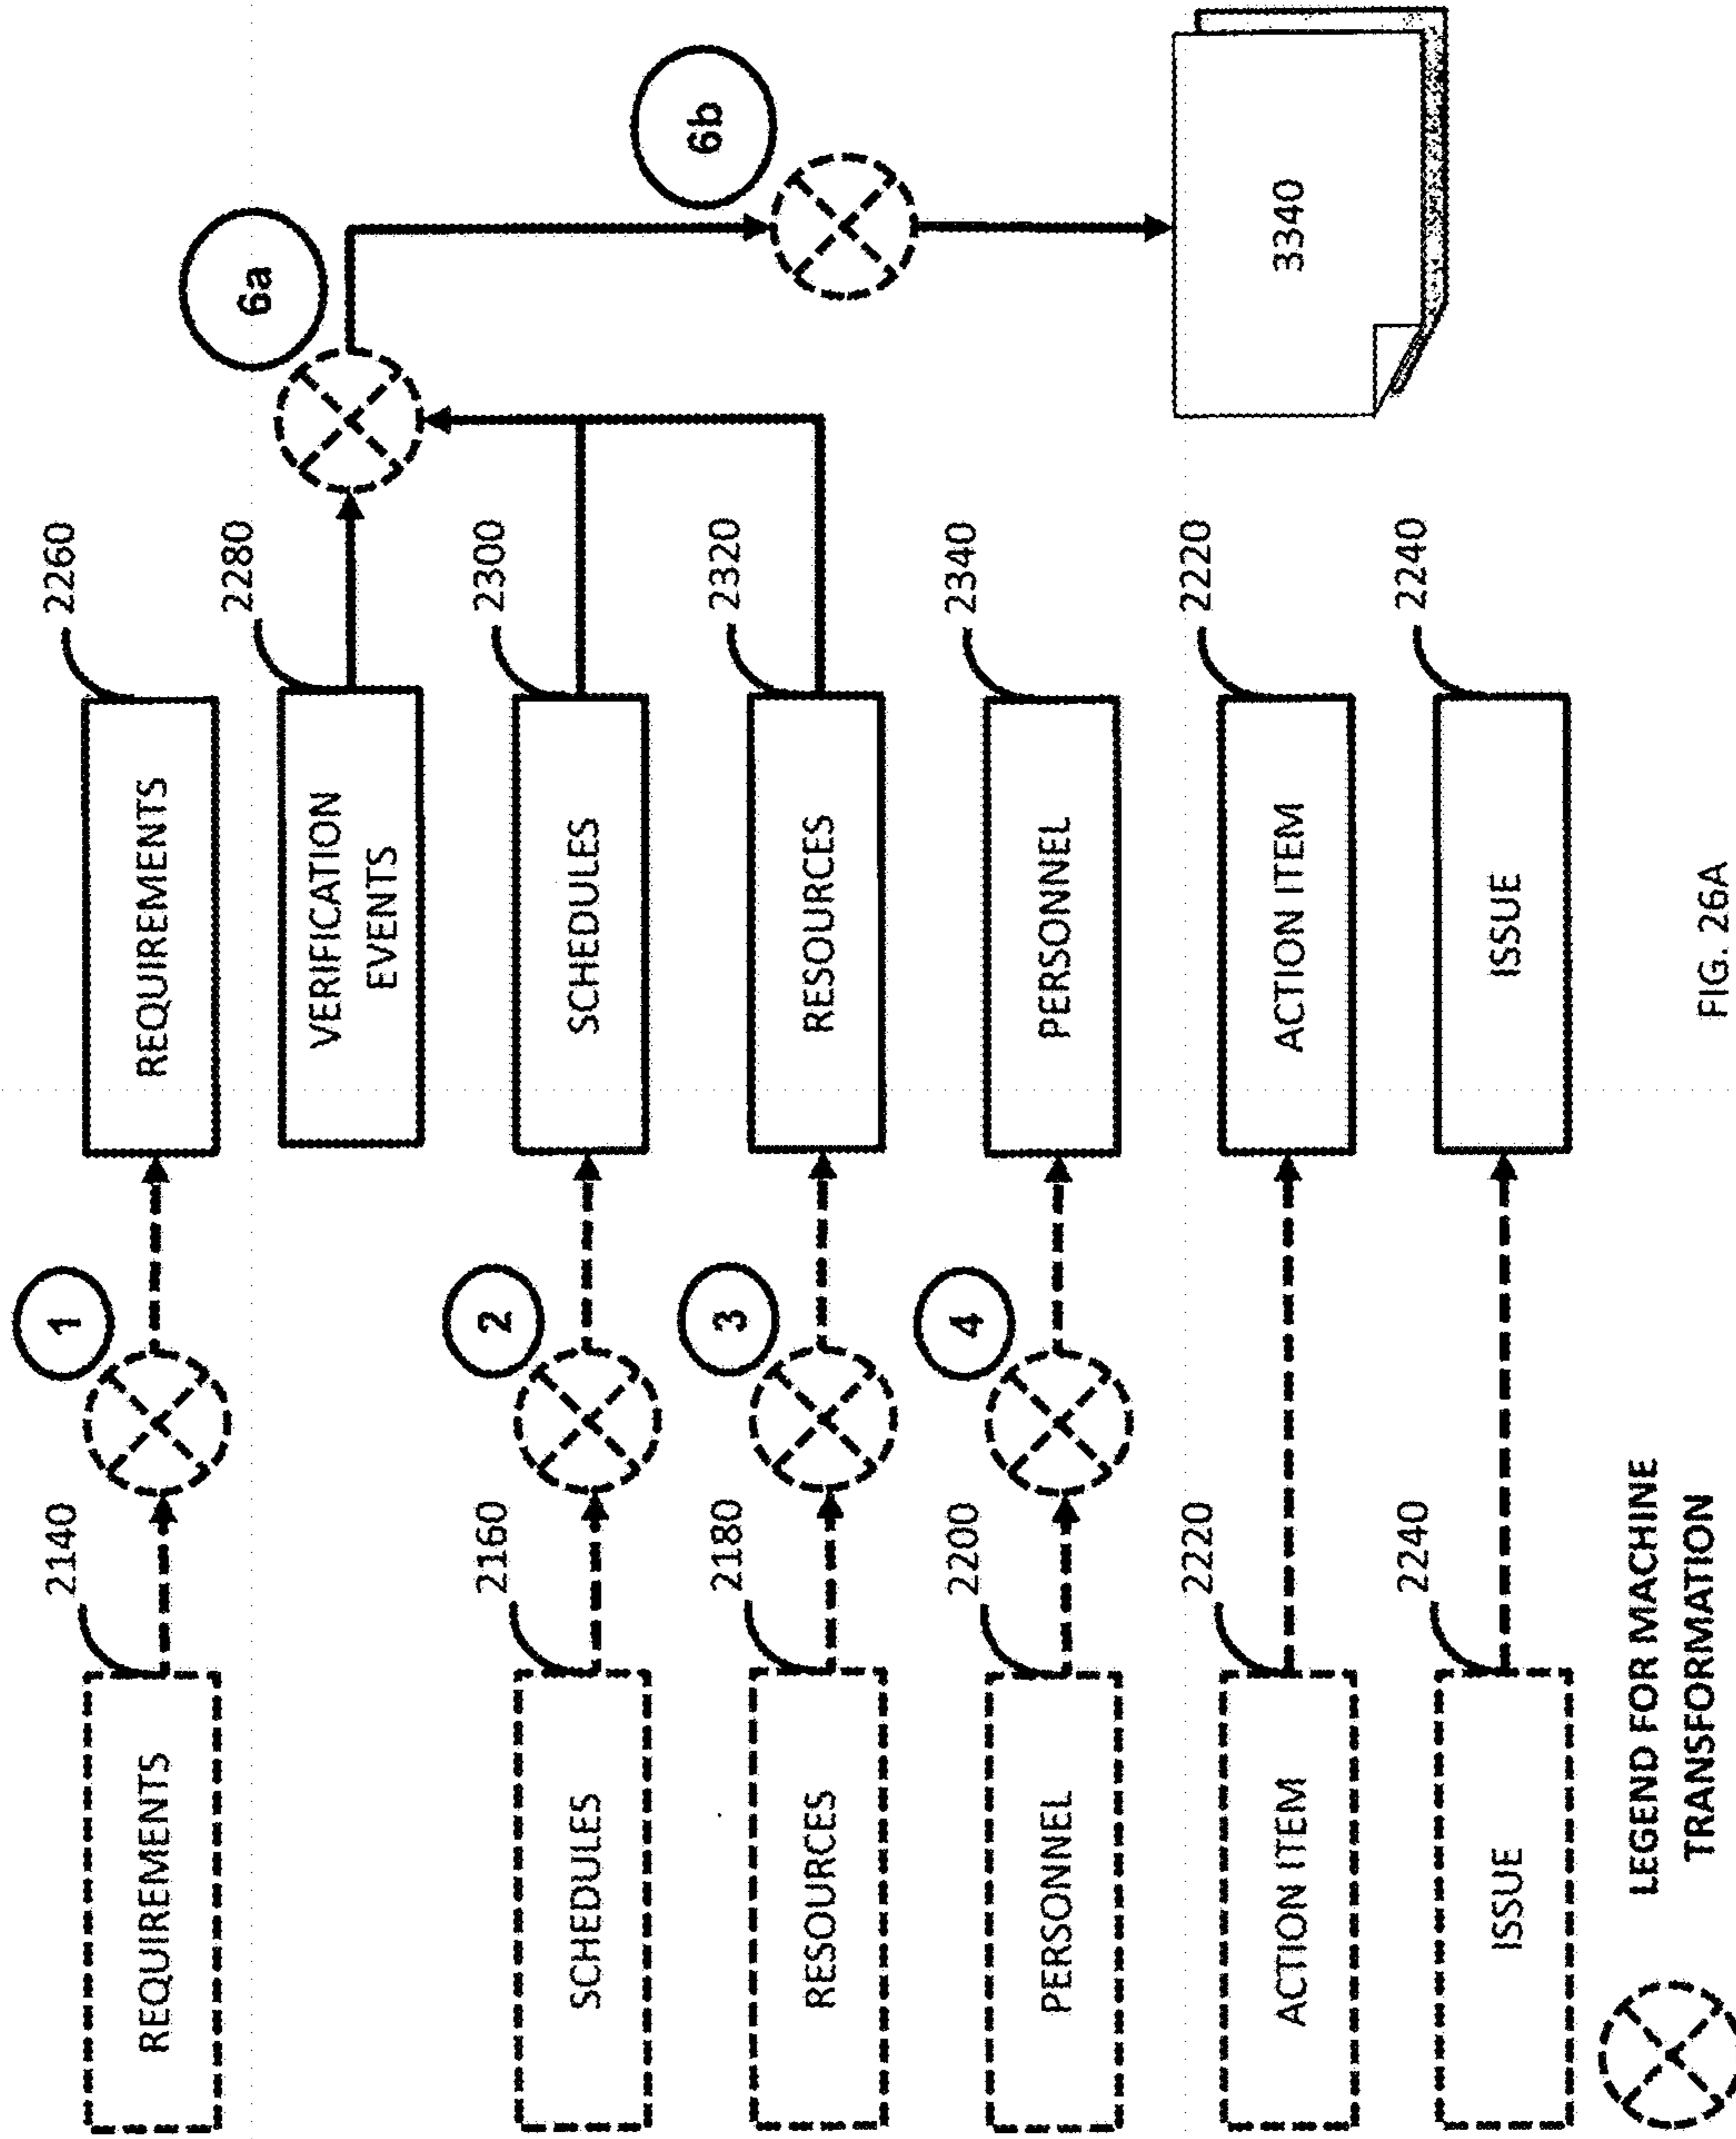 REQUIREMENTS
2140
1
REQUIREMENTS
2260
VERIFICATION
EVENTS
2280
6a
SCHEDULES
2160
2
SCHEDULES
2300
RESOURCES
2180
3
RESOURCES
2320
6b
PERSONNEL
2200
4
PERSONNEL
2340
ACTION ITEM
2220
ACTION ITEM
2220
3340
ISSUE
2240
ISSUE
2240
LEGEND FOR MACHINE
TRANSFORMATION
FIG. 26A